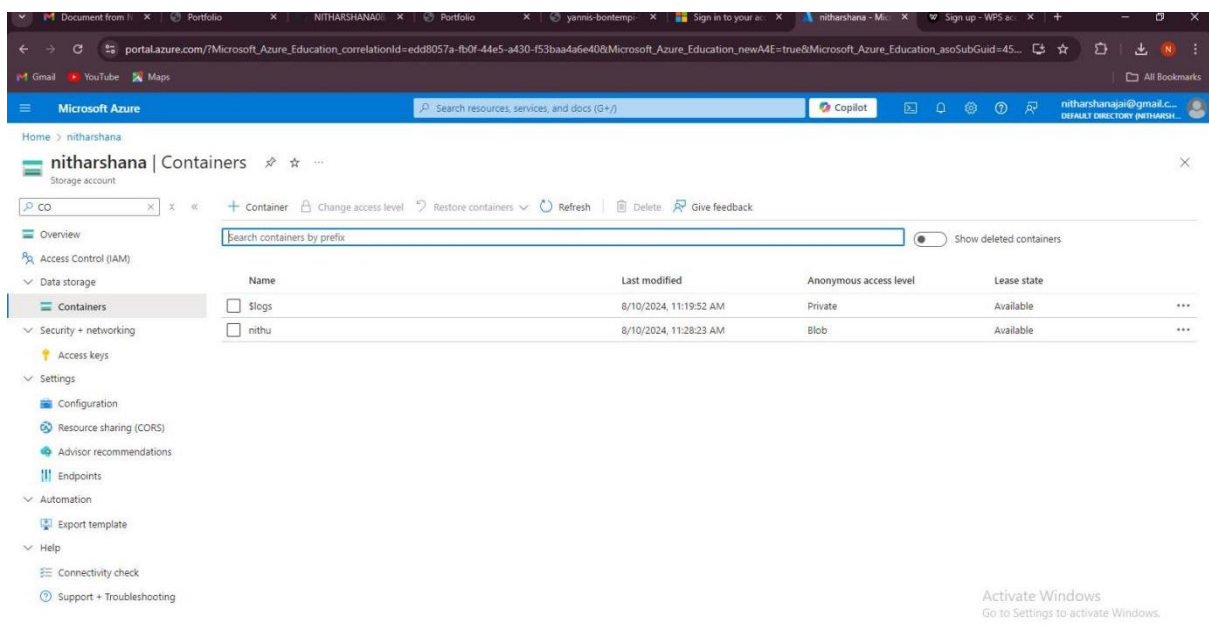 Document from N
Portfolio
NITHARSHANA08
Portfolio
yannis-bontempi-
Sign in to your ac
nitharshana - Mic
Sign up - WPS ac
portal.azure.com/?Microsoft_Azure_Education_correlationId=edd8057a-fb0f-44e5-a430-f53baa4a6e40&Microsoft_Azure_Education_newA4E=true&Microsoft_Azure_Education_asoSubGuid=45...
N
Gmail YouTube Maps All Bookmarks
Microsoft Azure
Search resources, services, and docs (G+/)
Copilot
nitharshanajai@gmail.c...
DEFAULT DIRECTORY (NITHARSH...
Home > nitharshana
nitharshana | Containers
Storage account
CO
+ Container Change access level Restore containers Refresh Delete Give feedback
Overview
Search containers by prefix
Show deleted containers
Access Control (IAM)
Data storage
Name Last modified Anonymous access level Lease state
Containers
$logs 8/10/2024, 11:19:52 AM Private Available
Security + networking
nithu 8/10/2024, 11:28:23 AM Blob Available
Access keys
Settings
Configuration
Resource sharing (CORS)
Advisor recommendations
Endpoints
Automation
Export template
Help
Connectivity check
Support + Troubleshooting
Activate Windows
Go to Settings to activate Windows.